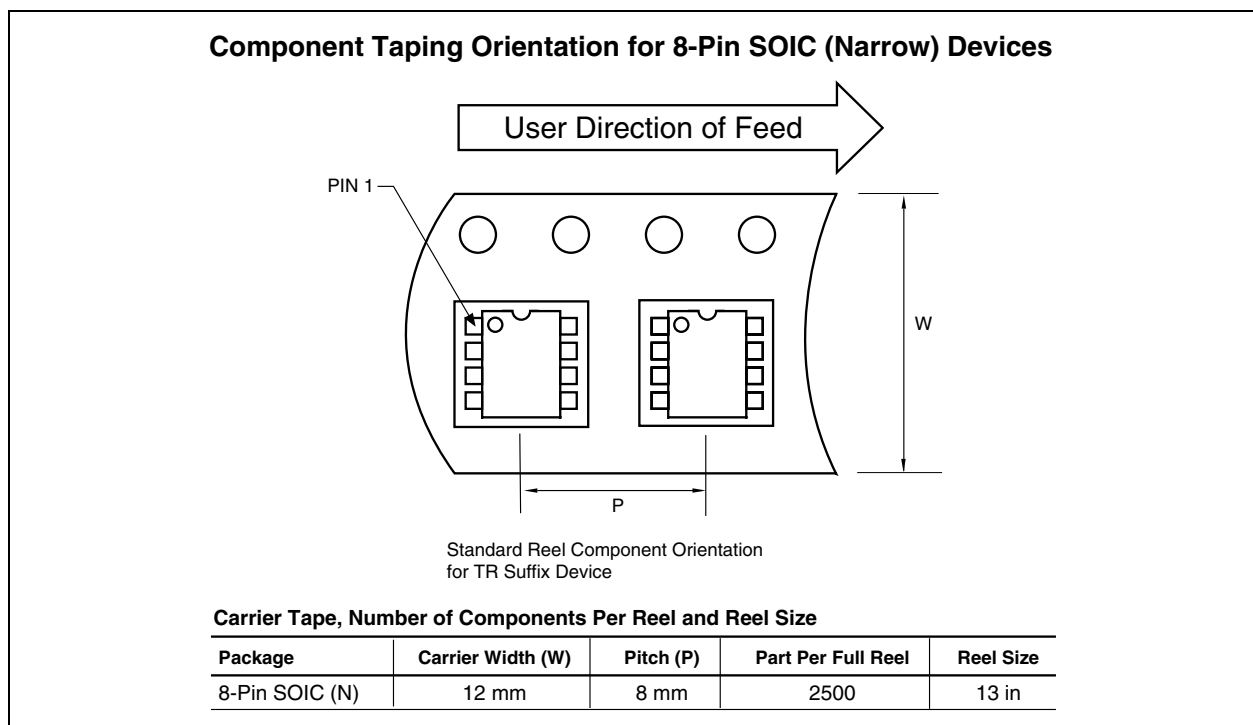 Component Taping Orientation for 8-Pin SOIC (Narrow) Devices
User Direction of Feed
PIN 1
W
P
Standard Reel Component Orientation
for TR Suffix Device
Carrier Tape, Number of Components Per Reel and Reel Size
Package Carrier Width (W) Pitch (P) Part Per Full Reel Reel Size
8-Pin SOIC (N) 12 mm 8 mm 2500 13 in